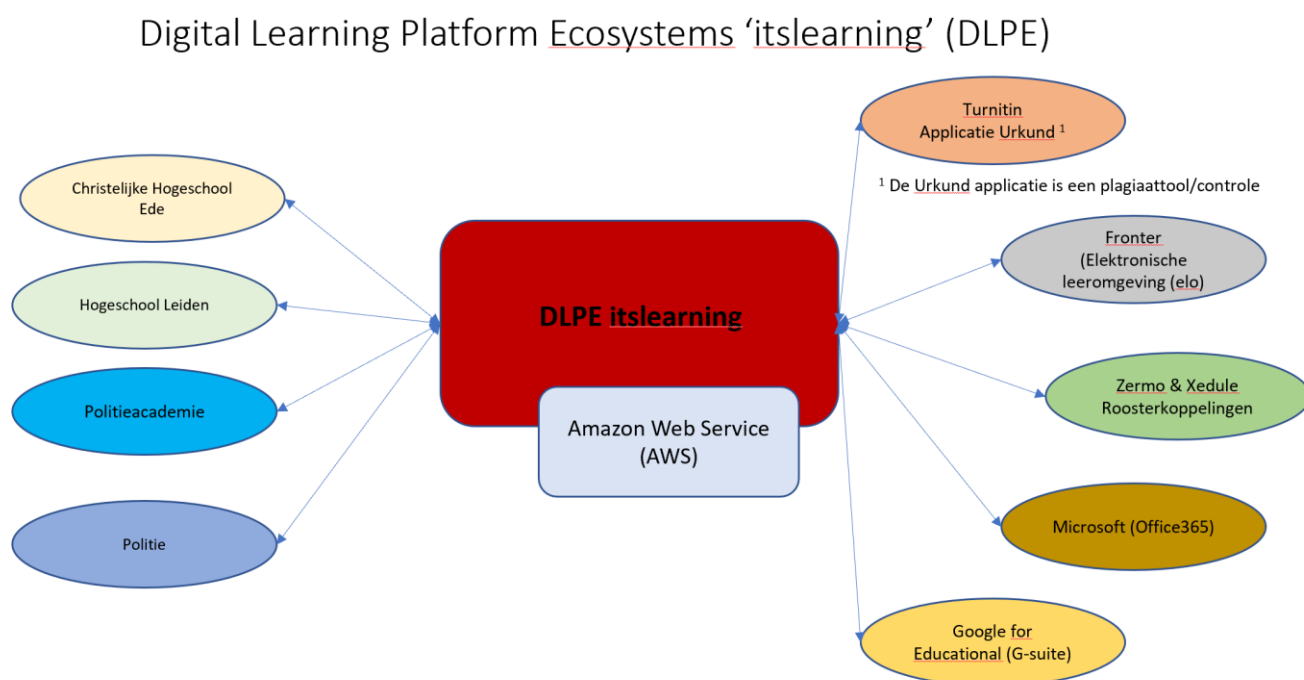 Digital Learning Platform Ecosystems ‘itslearning’ (DLPE)
Christelijke Hogeschool
Ede
Hogeschool Leiden
Politieacademie
Politie
DLPE itslearning
Amazon Web Service
(AWS)
Turnitin
Applicatie Urkund ¹
¹ De Urkund applicatie is een plagiaattool/controle
Fronter
(Elektronische
leeromgeving (elo)
Zermo & Xedule
Roosterkoppelingen
Microsoft (Office365)
Google for
Educational (G-suite)